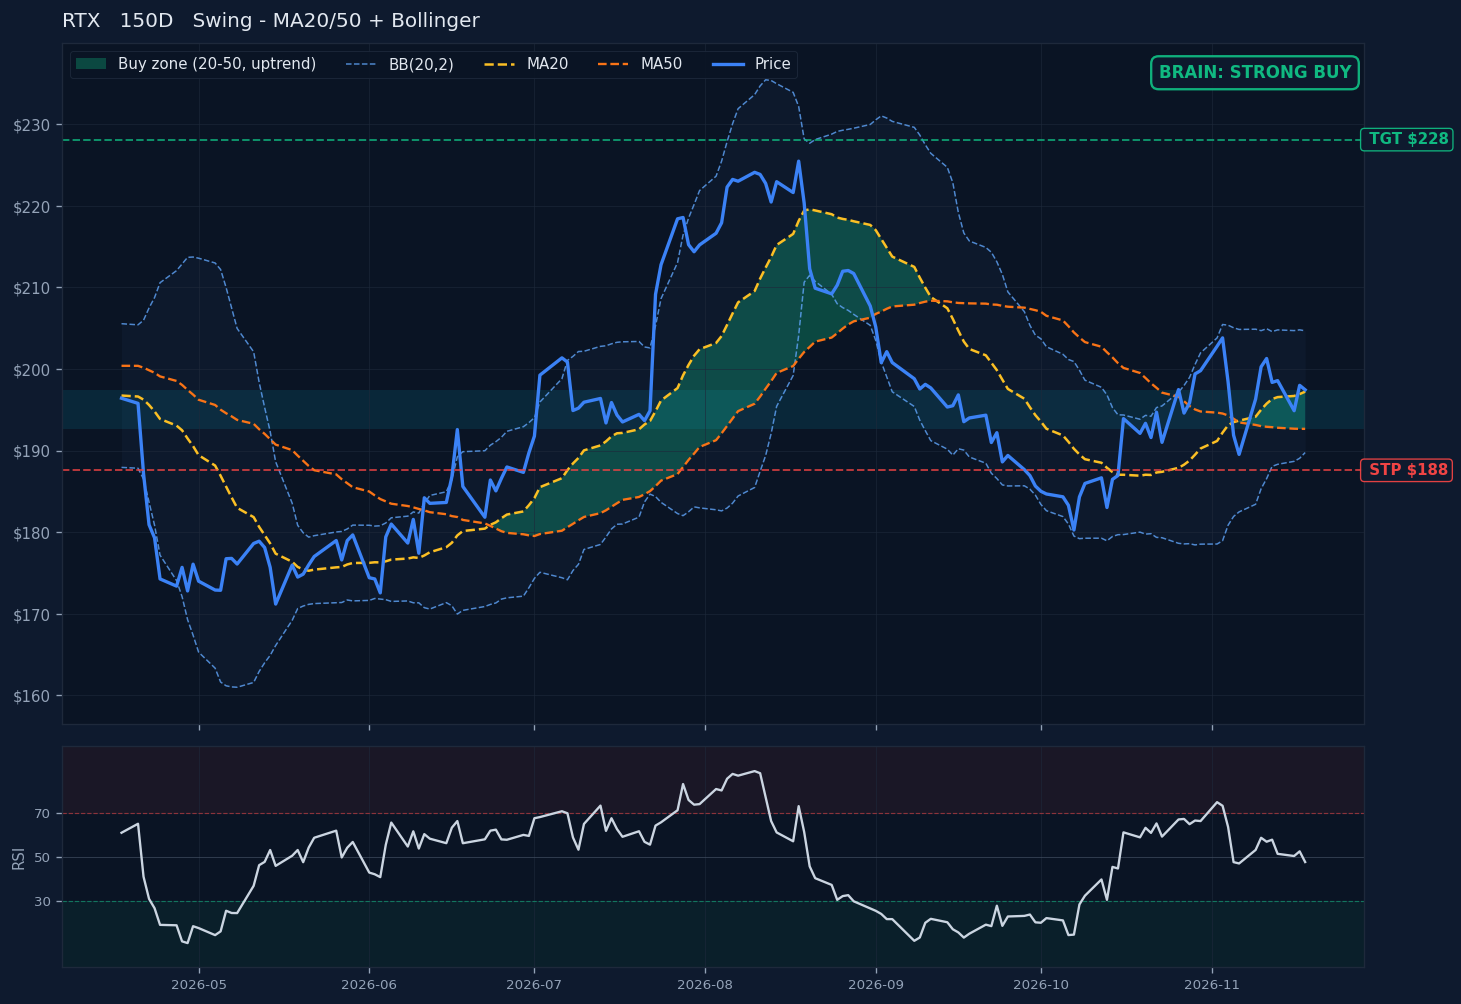 RTX   150D   Swing - MA20/50 + Bollinger
Buy zone (20-50, uptrend)
BB(20,2)
MA20
MA50
Price
BRAIN: STRONG BUY
$230
$220
$210
$200
$190
$180
$170
$160
TGT $228
STP $188
RSI
70
50
30
2026-05
2026-06
2026-07
2026-08
2026-09
2026-10
2026-11